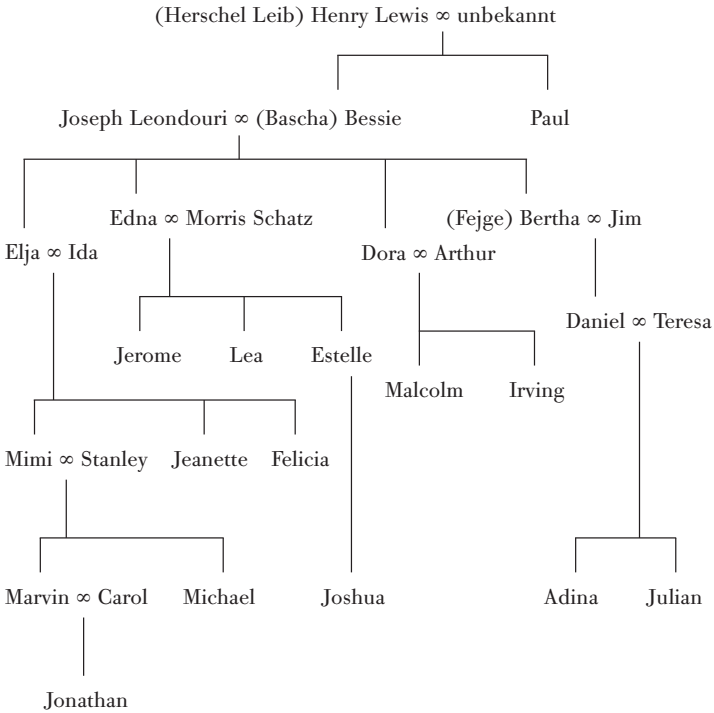 (Herschel Leib) Henry Lewis ∞ unbekannt
Joseph Leondouri ∞ (Bascha) Bessie
Paul
Edna ∞ Morris Schatz
(Fejge) Bertha ∞ Jim
Elja ∞ Ida
Dora ∞ Arthur
Daniel ∞ Teresa
Jerome
Lea
Estelle
Malcolm
Irving
Mimi ∞ Stanley
Jeanette
Felicia
Marvin ∞ Carol
Michael
Joshua
Adina
Julian
Jonathan